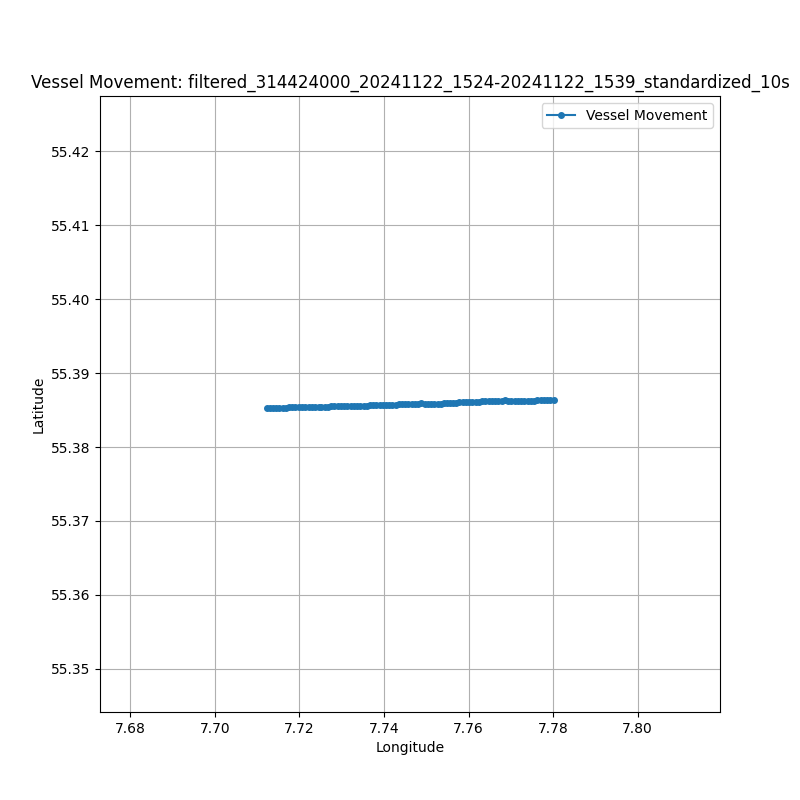 Vessel Movement: filtered_314424000_20241122_1524-20241122_1539_standardized_10s
Vessel Movement
55.42
55.41
55.40
55.39
55.38
55.37
55.36
55.35
Latitude
7.68 7.70 7.72 7.74 7.76 7.78 7.80
Longitude